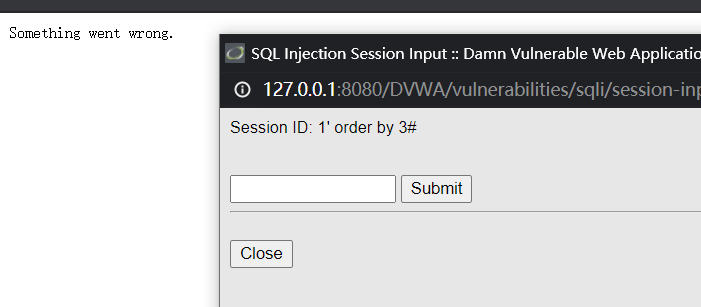 Something went wrong.
SQL Injection Session Input :: Damn Vulnerable Web Applicatio
127.0.0.1:8080/DVWA/vulnerabilities/sqli/session-inp
Session ID: 1' order by 3#
Submit
Close